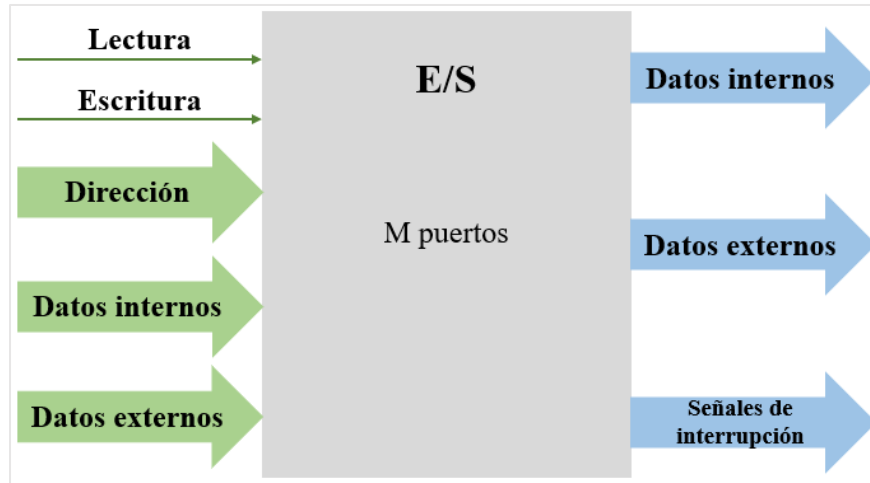 Lectura
Escritura
Dirección
Datos internos
Datos externos
E/S
M puertos
Datos internos
Datos externos
Señales de
interrupción